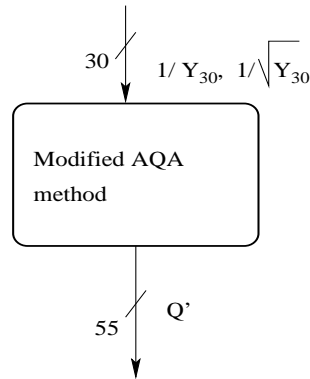 30
1/ Y30, 1/√Y30
Modified AQA
method
55
Q'